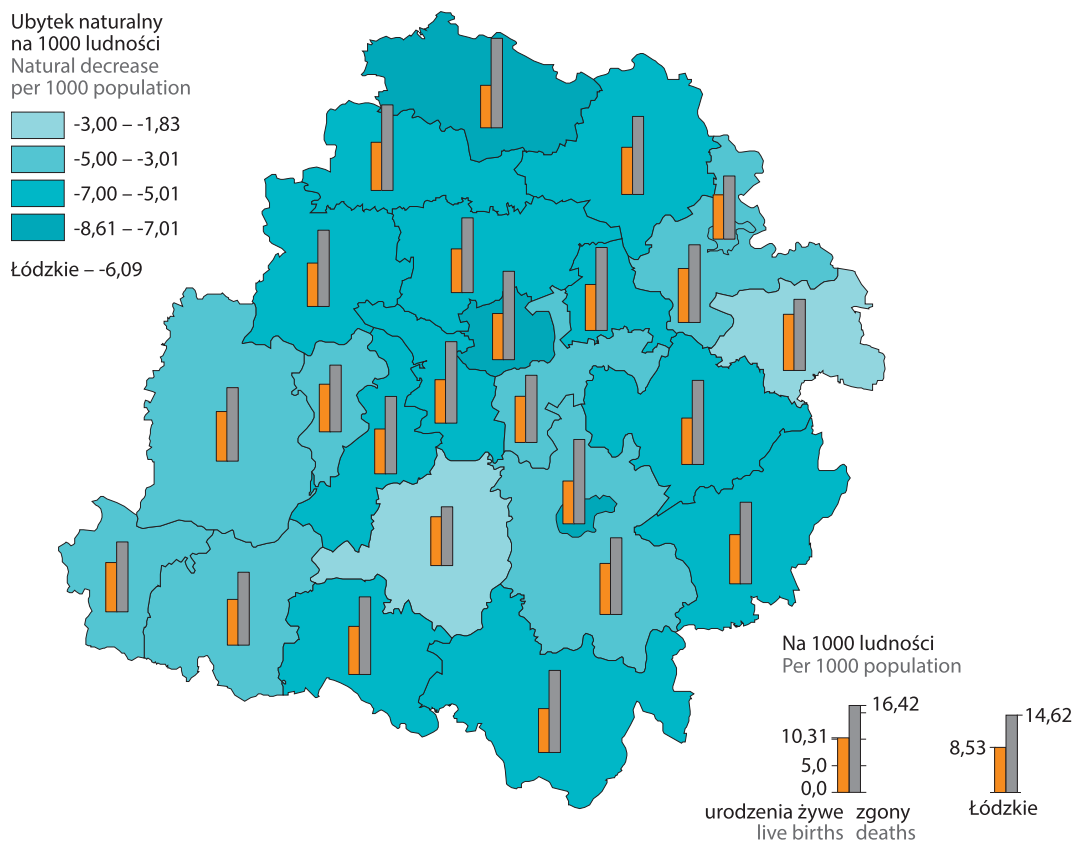 Ubytek naturalny
na 1000 ludności
Natural decrease
per 1000 population
-3,00 – -1,83
-5,00 – -3,01
-7,00 – -5,01
-8,61 – -7,01
Łódzkie – -6,09
Na 1000 ludności
Per 1000 population
16,42
10,31
5,0
0,0
urodzenia żywe zgony
live births deaths
14,62
8,53
Łódzkie